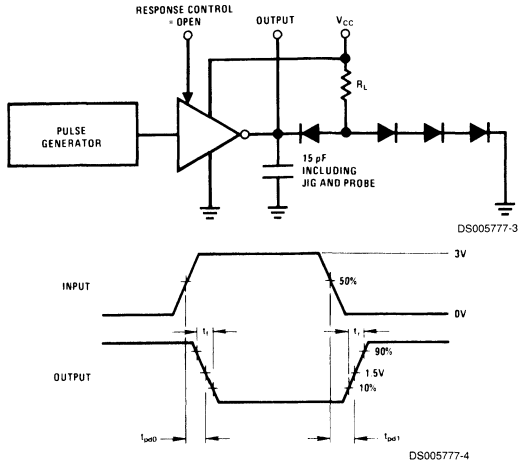 RESPONSE CONTROL
= OPEN
OUTPUT
VCC
RL
PULSE
GENERATOR
15 pF
INCLUDING
JIG AND PROBE
DS005777-3
3V
INPUT
50%
0V
tf
tr
90%
OUTPUT
1.5V
10%
tpd0
tpd1
DS005777-4